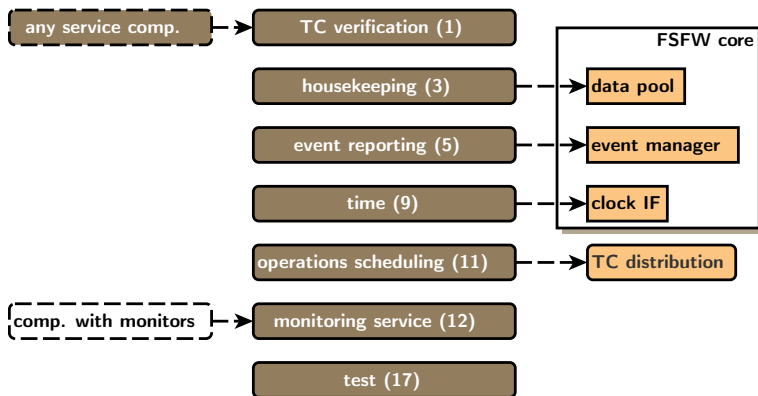 any service comp.
TC verification (1)
FSFW core
housekeeping (3)
data pool
event reporting (5)
event manager
time (9)
clock IF
operations scheduling (11)
TC distribution
comp. with monitors
monitoring service (12)
test (17)